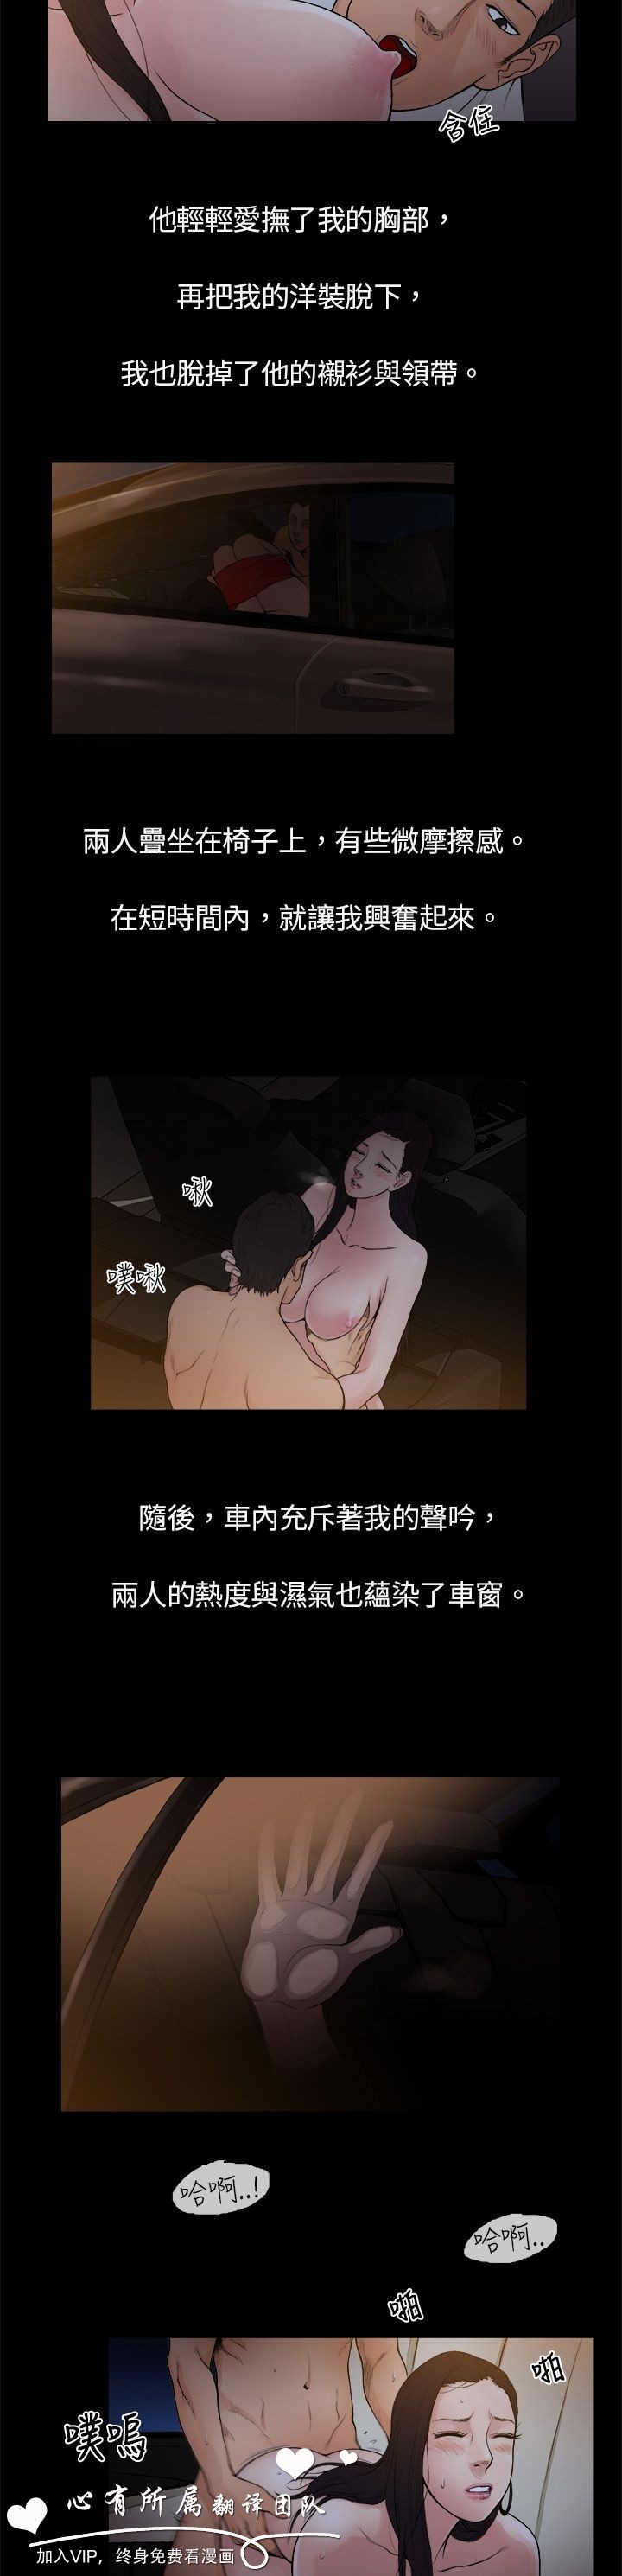 含住
他輕輕愛撫了我的胸部，
再把我的洋裝脫下，
我也脫掉了他的襯衫與領帶。
兩人疊坐在椅子上，有些微摩擦感。
在短時間內，就讓我興奮起來。
啾
噗啾
隨後，車內充斥著我的聲吟，
兩人的熱度與濕氣也蘊染了車窗。
哈啊..!
哈啊..
啪
啪
噗嗚
心有所属翻译团队
加入VIP，终身免费看漫画